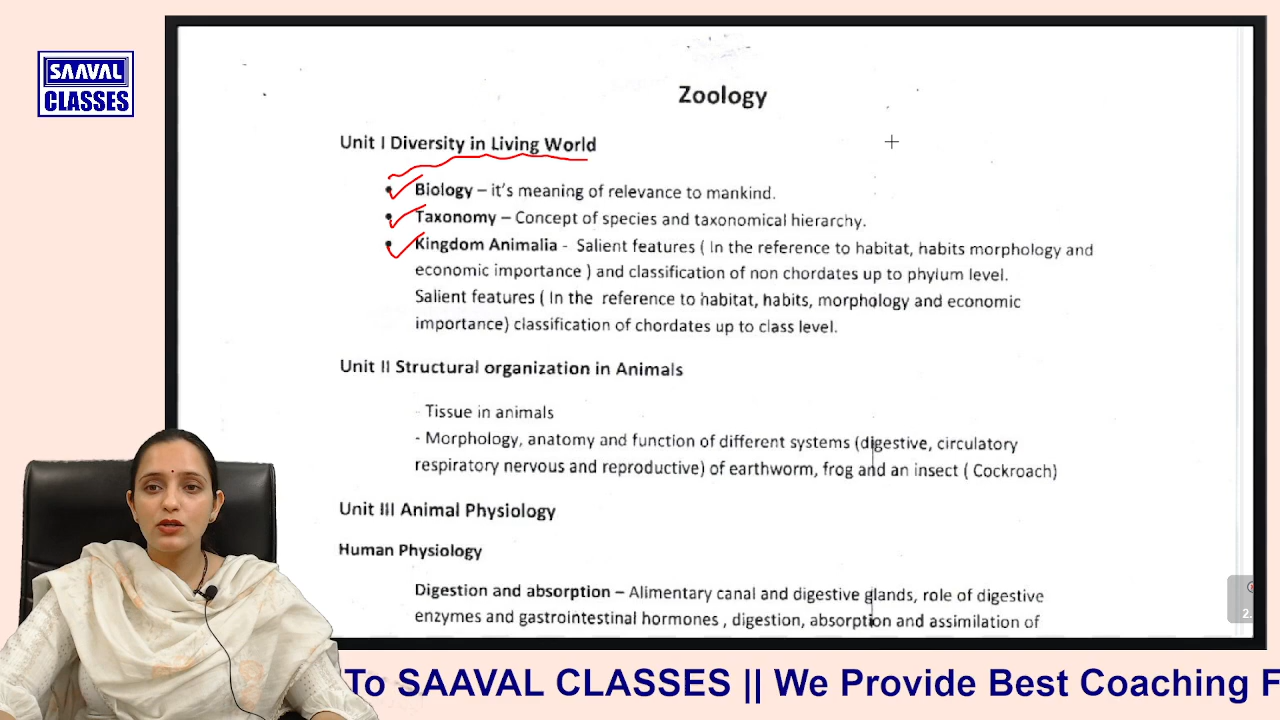 SAAVAL
CLASSES
Zoology
Unit I Diversity in Living World
• Biology – it's meaning of relevance to mankind.
• Taxonomy – Concept of species and taxonomical hierarchy.
• Kingdom Animalia - Salient features ( In the reference to habitat, habits morphology and
economic importance ) and classification of non chordates up to phylum level.
Salient features ( In the reference to habitat, habits, morphology and economic
importance) classification of chordates up to class level.
Unit II Structural organization in Animals
- Tissue in animals
- Morphology, anatomy and function of different systems (digestive, circulatory
respiratory nervous and reproductive) of earthworm, frog and an insect ( Cockroach)
Unit III Animal Physiology
Human Physiology
Digestion and absorption – Alimentary canal and digestive glands, role of digestive
enzymes and gastrointestinal hormones , digestion, absorption and assimilation of
2.
To SAAVAL CLASSES || We Provide Best Coaching F